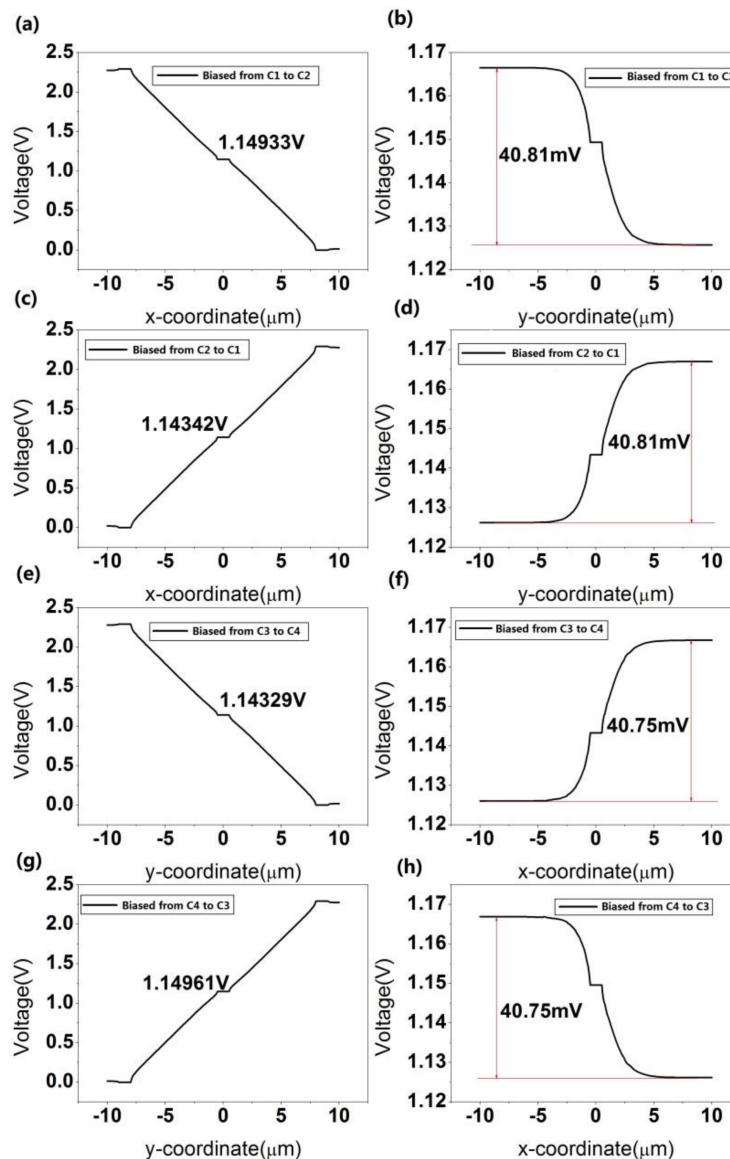 (a)
2.5
2.0
1.5
1.0
0.5
0.0
Voltage(V)
Biased from C1 to C2
1.14933V
-10 -5 0 5 10
x-coordinate(μm)
(b)
1.17
1.16
1.15
1.14
1.13
1.12
Voltage(V)
Biased from C1 to C2
40.81mV
-10 -5 0 5 10
y-coordinate(μm)
(c)
2.5
2.0
1.5
1.0
0.5
0.0
Voltage(V)
Biased from C2 to C1
1.14342V
-10 -5 0 5 10
x-coordinate(μm)
(d)
1.17
1.16
1.15
1.14
1.13
1.12
Voltage(V)
Biased from C2 to C1
40.81mV
-10 -5 0 5 10
y-coordinate(μm)
(e)
2.5
2.0
1.5
1.0
0.5
0.0
Voltage(V)
Biased from C3 to C4
1.14329V
-10 -5 0 5 10
y-coordinate(μm)
(f)
1.17
1.16
1.15
1.14
1.13
1.12
Voltage(V)
Biased from C3 to C4
40.75mV
-10 -5 0 5 10
x-coordinate(μm)
(g)
2.5
2.0
1.5
1.0
0.5
0.0
Voltage(V)
Biased from C4 to C3
1.14961V
-10 -5 0 5 10
y-coordinate(μm)
(h)
1.17
1.16
1.15
1.14
1.13
1.12
Voltage(V)
Biased from C4 to C3
40.75mV
-10 -5 0 5 10
x-coordinate(μm)